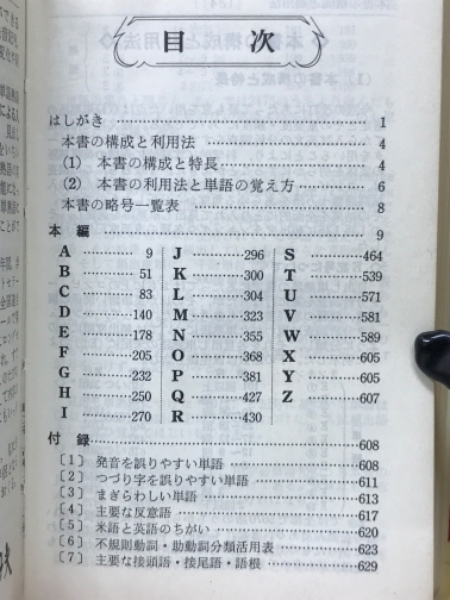 目次
はしがき …… 1
本書の構成と利用法 …… 4
(1) 本書の構成と特長 …… 4
(2) 本書の利用法と単語の覚え方 …… 6
本書の略号一覧表 …… 8
本編 …… 9
A …… 9
B …… 51
C …… 83
D …… 140
E …… 178
F …… 205
G …… 232
H …… 250
I …… 270
J …… 296
K …… 300
L …… 304
M …… 323
N …… 355
O …… 368
P …… 381
Q …… 427
R …… 430
S …… 464
T …… 539
U …… 571
V …… 581
W …… 589
X …… 605
Y …… 605
Z …… 607
付録 …… 608
〔1〕 発音を誤りやすい単語 …… 608
〔2〕 つづり字を誤りやすい単語 …… 611
〔3〕 まぎらわしい単語 …… 613
〔4〕 主要な反意語 …… 617
〔5〕 米語と英語のちがい …… 620
〔6〕 不規則動詞・助動詞分類活用表 …… 623
〔7〕 主要な接頭語・接尾語・語根 …… 629